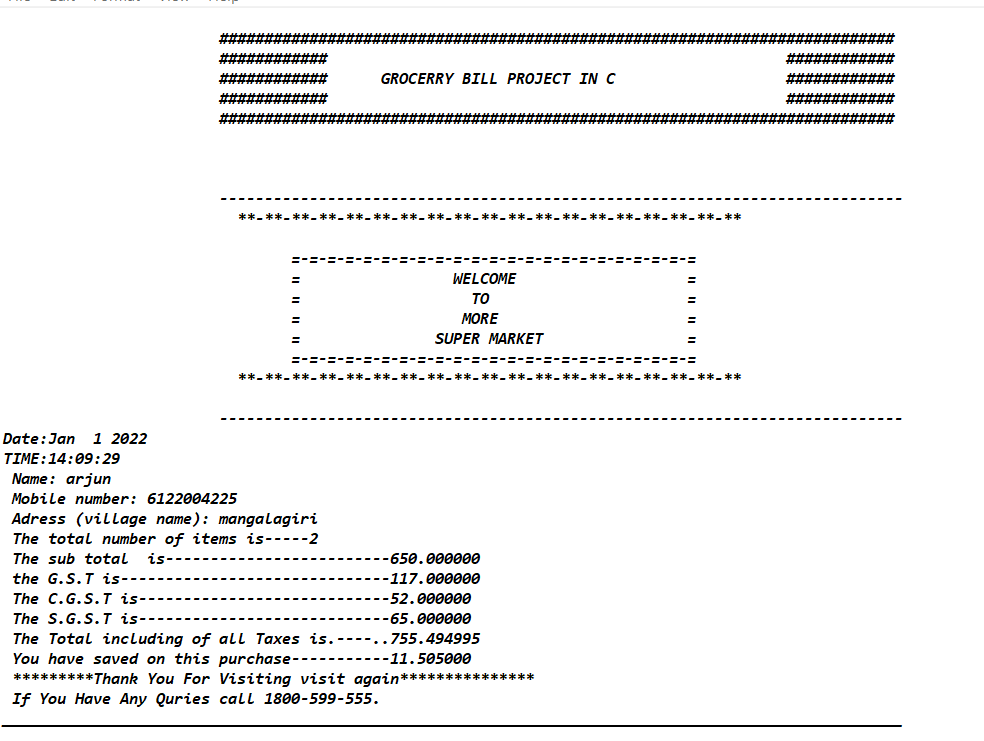 ###########################################################################
############ ############
############ GROCERRY BILL PROJECT IN C ############
############ ############
###########################################################################
----------------------------------------------------------------------------
**-**-**-**-**-**-**-**-**-**-**-**-**-**-**-**-**-**-**
=-=-=-=-=-=-=-=-=-=-=-=-=-=-=-=-=-=-=-=-=-=-=
= WELCOME =
= TO =
= MORE =
= SUPER MARKET =
=-=-=-=-=-=-=-=-=-=-=-=-=-=-=-=-=-=-=-=-=-=-=
**-**-**-**-**-**-**-**-**-**-**-**-**-**-**-**-**-**-**
----------------------------------------------------------------------------
Date:Jan  1 2022
TIME:14:09:29
Name: arjun
Mobile number: 6122004225
Adress (village name): mangalagiri
The total number of items is-----2
The sub total  is-------------------------650.000000
the G.S.T is------------------------------117.000000
The C.G.S.T is----------------------------52.000000
The S.G.S.T is----------------------------65.000000
The Total including of all Taxes is.----..755.494995
You have saved on this purchase-----------11.505000
*********Thank You For Visiting visit again***************
If You Have Any Quries call 1800-599-555.